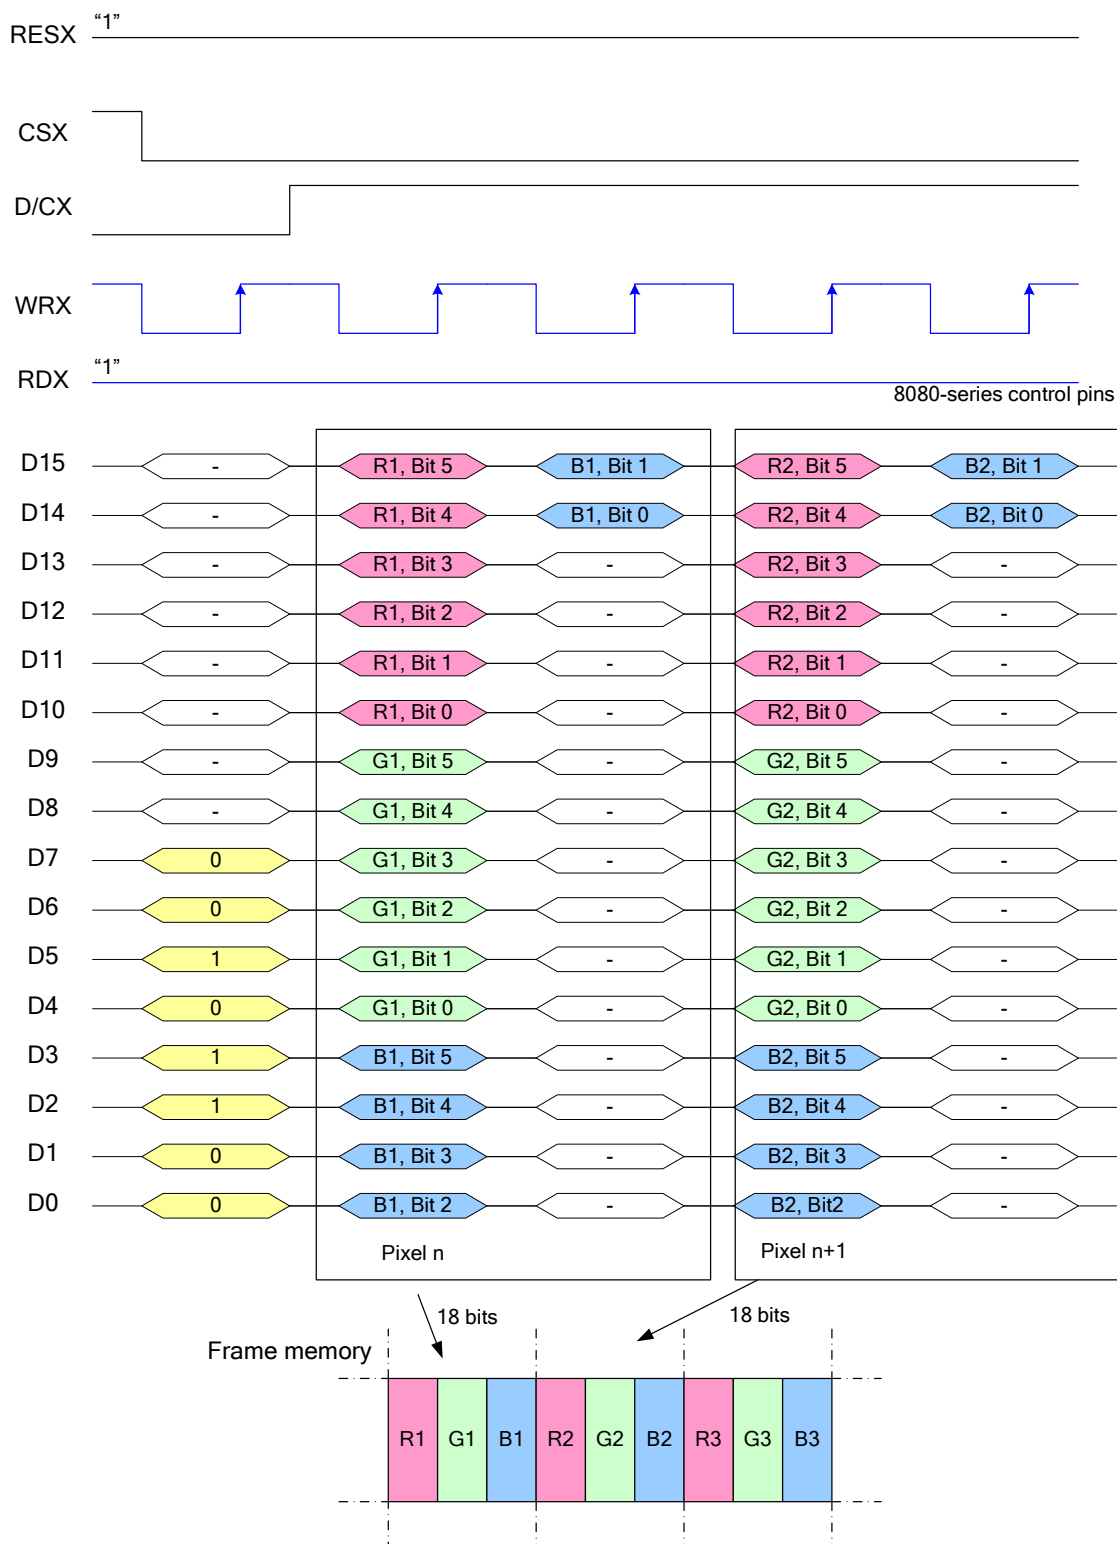 RESX “1”
CSX
D/CX
WRX
RDX “1”
8080-series control pins
D15 - R1, Bit 5 B1, Bit 1 R2, Bit 5 B2, Bit 1
D14 - R1, Bit 4 B1, Bit 0 R2, Bit 4 B2, Bit 0
D13 - R1, Bit 3 - R2, Bit 3 -
D12 - R1, Bit 2 - R2, Bit 2 -
D11 - R1, Bit 1 - R2, Bit 1 -
D10 - R1, Bit 0 - R2, Bit 0 -
D9 - G1, Bit 5 - G2, Bit 5 -
D8 - G1, Bit 4 - G2, Bit 4 -
D7 0 G1, Bit 3 - G2, Bit 3 -
D6 0 G1, Bit 2 - G2, Bit 2 -
D5 1 G1, Bit 1 - G2, Bit 1 -
D4 0 G1, Bit 0 - G2, Bit 0 -
D3 1 B1, Bit 5 - B2, Bit 5 -
D2 1 B1, Bit 4 - B2, Bit 4 -
D1 0 B1, Bit 3 - B2, Bit 3 -
D0 0 B1, Bit 2 - B2, Bit2 -
Pixel n Pixel n+1
18 bits 18 bits
Frame memory
R1 G1 B1 R2 G2 B2 R3 G3 B3